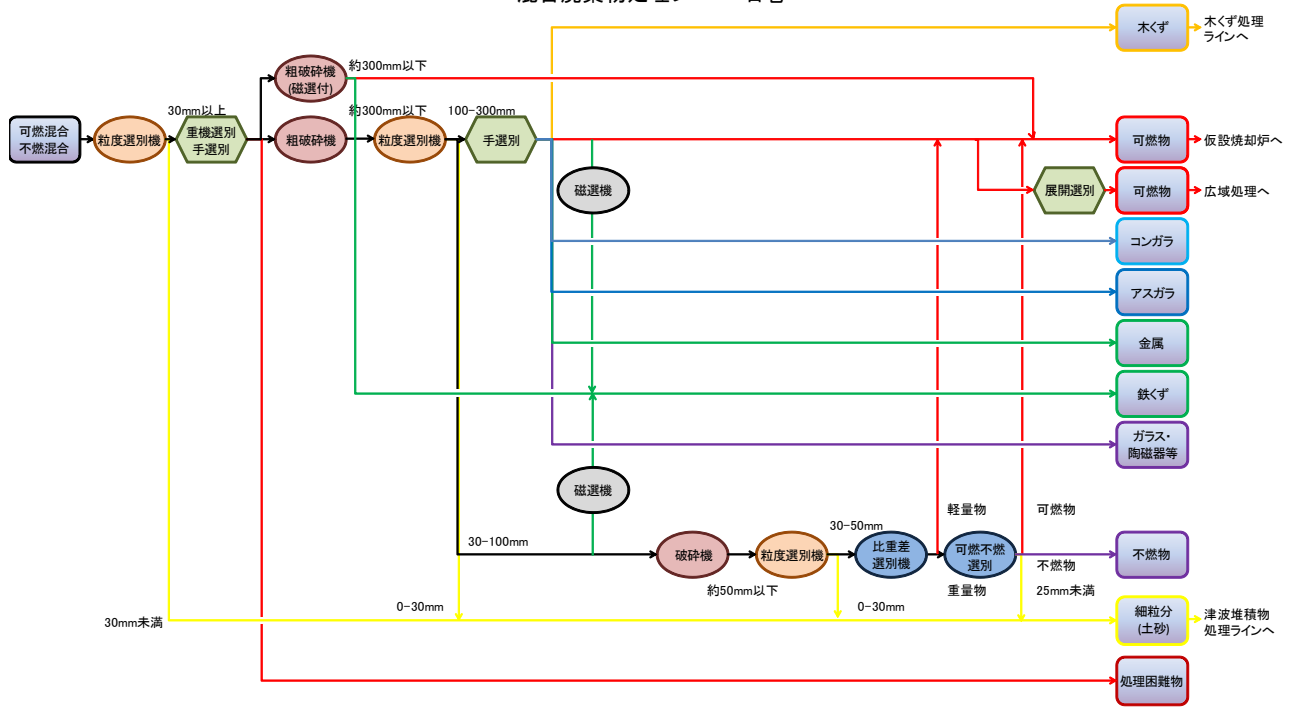 木くず
木くず処理
ラインへ
粗破砕機
(磁選付)
約300mm以下
30mm以上
約300mm以下
100-300mm
可燃混合
不燃混合
粒度選別機
重機選別
手選別
粗破砕機
粒度選別機
手選別
可燃物
仮設焼却炉へ
磁選機
展開選別
可燃物
広域処理へ
コンガラ
アスガラ
金属
鉄くず
ガラス・
陶磁器等
磁選機
軽量物
可燃物
30-50mm
30-100mm
破砕機
粒度選別機
比重差
選別機
可燃不燃
選別
不燃物
不燃物
約50mm以下
重量物
25mm未満
0-30mm
0-30mm
30mm未満
細粒分
(土砂)
津波堆積物
処理ラインへ
処理困難物